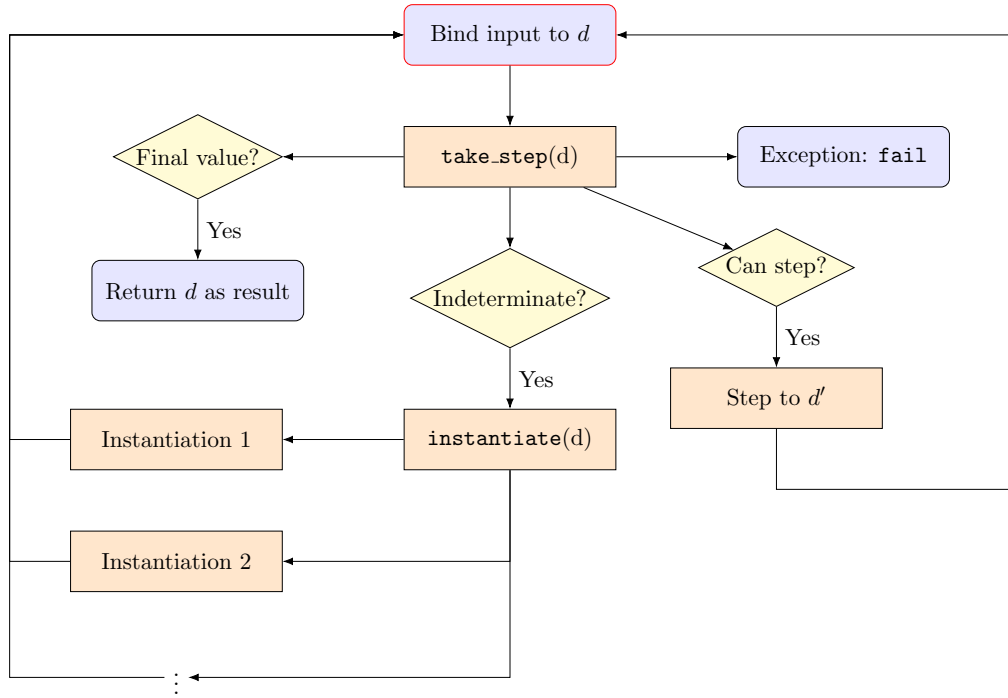 Bind input to d
Final value?
take_step(d)
Exception: fail
Yes
Can step?
Return d as result
Indeterminate?
Yes
Yes
Step to d′
Instantiation 1
instantiate(d)
Instantiation 2
⋮